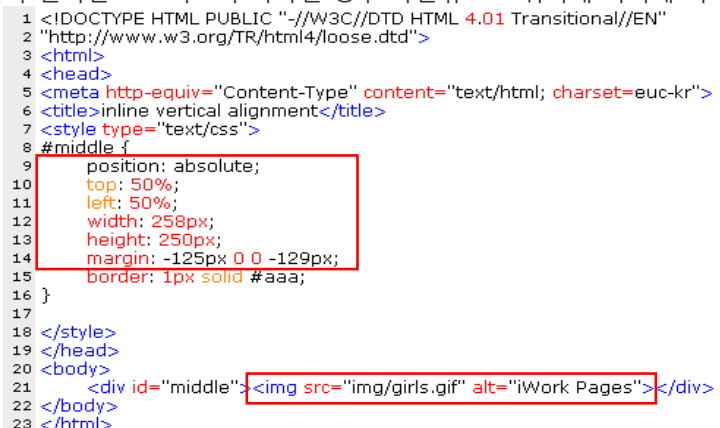 1 <!DOCTYPE HTML PUBLIC "-//W3C//DTD HTML 4.01 Transitional//EN"
2 "http://www.w3.org/TR/html4/loose.dtd">
3 <html>
4 <head>
5 <meta http-equiv="Content-Type" content="text/html; charset=euc-kr">
6 <title>inline vertical alignment</title>
7 <style type="text/css">
8 #middle {
9 position: absolute;
10 top: 50%;
11 left: 50%;
12 width: 258px;
13 height: 250px;
14 margin: -125px 0 0 -129px;
15 border: 1px solid #aaa;
16 }
17
18 </style>
19 </head>
20 <body>
21 <div id="middle"><img src="img/girls.gif" alt="iWork Pages"></div>
22 </body>
23 </html>